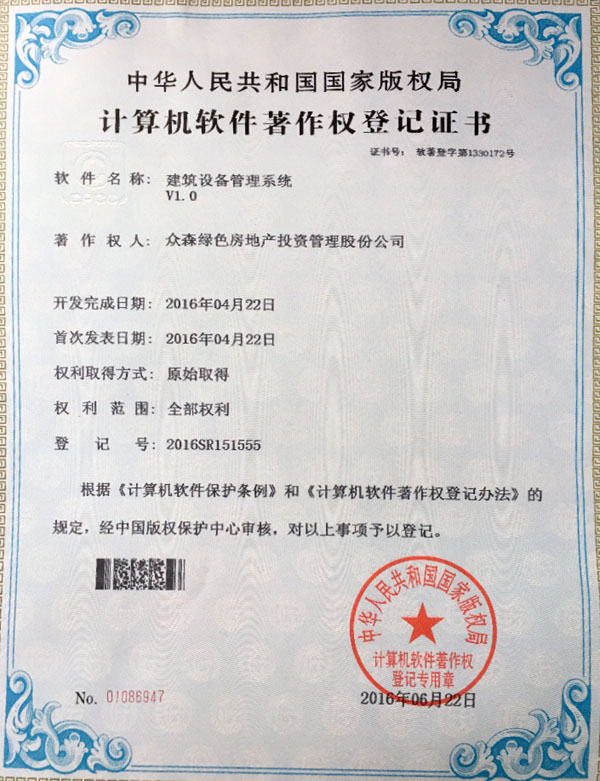 中华人民共和国国家版权局
计算机软件著作权登记证书
证书号： 软著登字第1330172号
软件名称： 建筑设备管理系统
V1.0
著作权人： 众森绿色房地产投资管理股份公司
开发完成日期： 2016年04月22日
首次发表日期： 2016年04月22日
权利取得方式： 原始取得
权利范围： 全部权利
登记号： 2016SR151555
根据《计算机软件保护条例》和《计算机软件著作权登记办法》的
规定，经中国版权保护中心审核，对以上事项予以登记。
中华人民共和国国家版权局
计算机软件著作权
登记专用章
No. 01086947
2016年06月22日